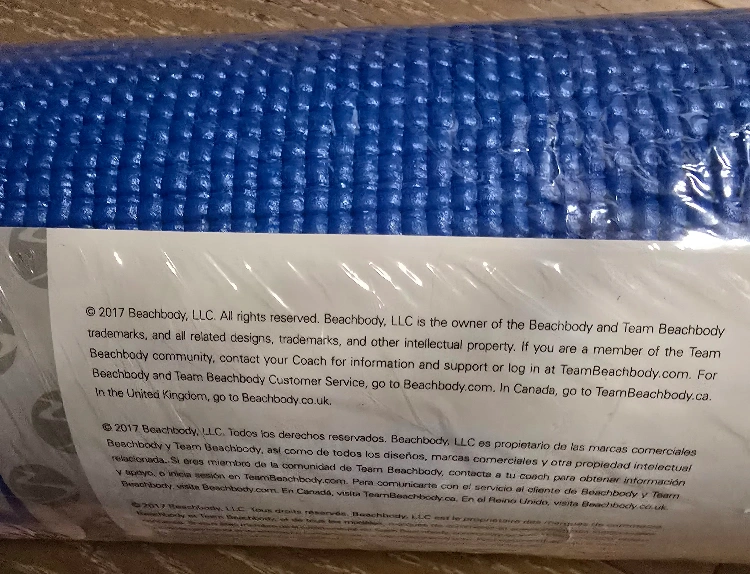 © 2017 Beachbody, LLC. All rights reserved. Beachbody, LLC is the owner of the Beachbody and Team Beachbody
trademarks, and all related designs, trademarks, and other intellectual property. If you are a member of the Team
Beachbody community, contact your Coach for information and support or log in at TeamBeachbody.com. For
Beachbody and Team Beachbody Customer Service, go to Beachbody.com. In Canada, go to TeamBeachbody.ca.
In the United Kingdom, go to Beachbody.co.uk.
© 2017 Beachbody, LLC. Todos los derechos reservados. Beachbody, LLC es propietario de las marcas comerciales
Beachbody y Team Beachbody, así como de todos los diseños, marcas comerciales y otra propiedad intelectual
relacionada. Si eres miembro de la comunidad de Team Beachbody, contacta a tu coach para obtener información
y apoyo, o inicia sesión en TeamBeachbody.com. Para comunicarte con el servicio al cliente de Beachbody y Team
Beachbody, visita Beachbody.com. En Canadá, visita TeamBeachbody.ca. En el Reino Unido, visita Beachbody.co.uk.
© 2017 Beachbody, LLC. Tous droits réservés. Beachbody, LLC est le propriétaire des marques de
Beachbody et Team Beachbody, et de tous les